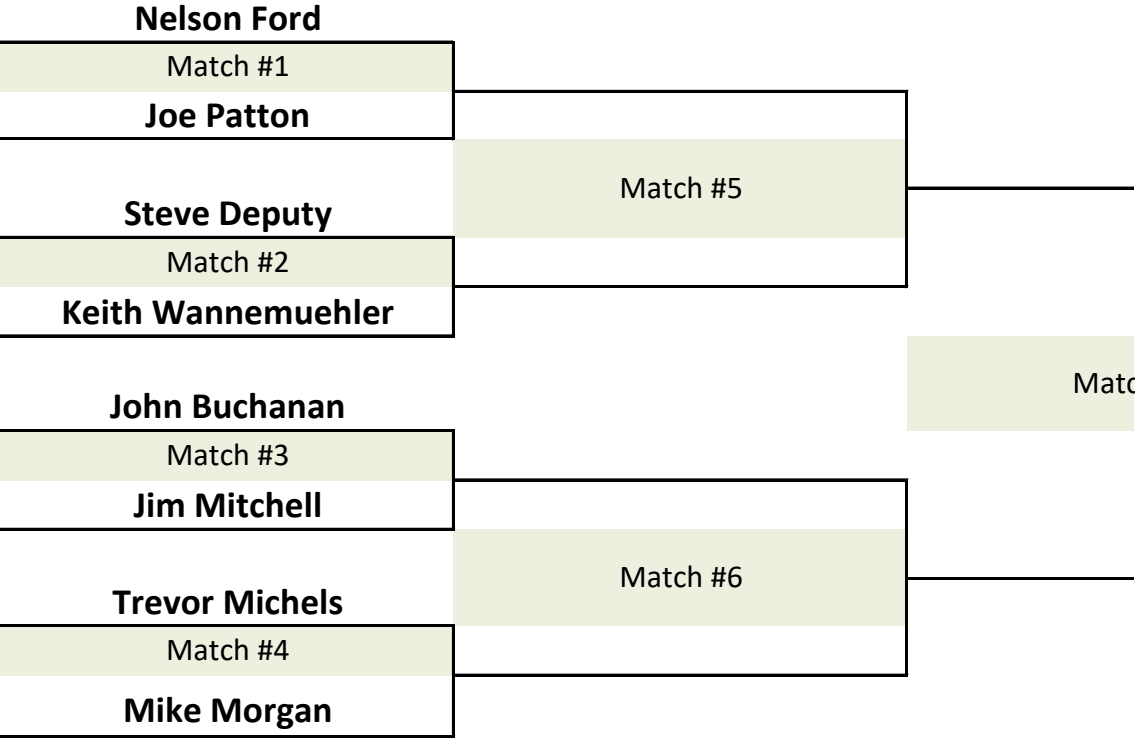 Nelson Ford
Match #1
Joe Patton
Match #5
Steve Deputy
Match #2
Keith Wannemuehler
John Buchanan
Match #3
Jim Mitchell
Match #6
Trevor Michels
Match #4
Mike Morgan